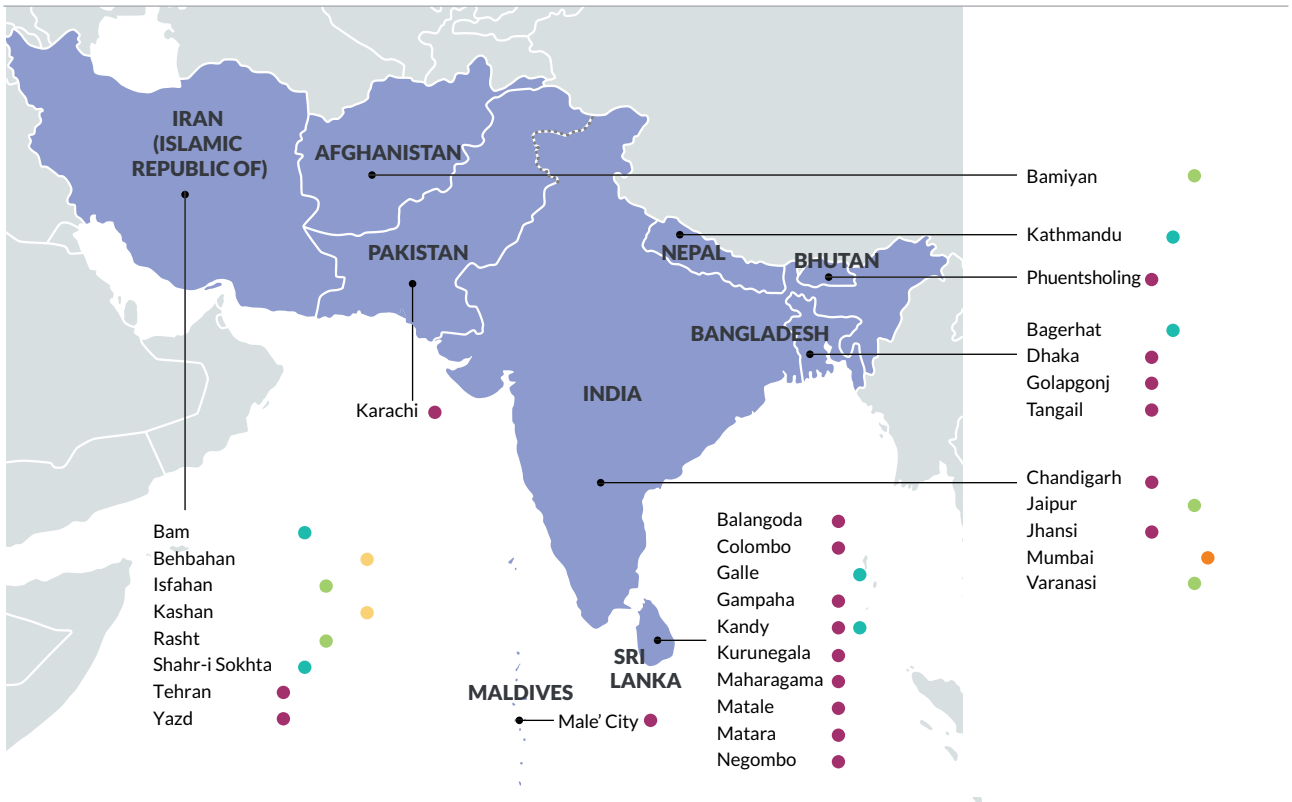 IRAN
(ISLAMIC
REPUBLIC OF)
AFGHANISTAN
PAKISTAN
NEPAL
BHUTAN
BANGLADESH
INDIA
SRI
LANKA
MALDIVES
Karachi
Male' City
Bam
Behbahan
Isfahan
Kashan
Rasht
Shahr-i Sokhta
Tehran
Yazd
Balangoda
Colombo
Galle
Gampaha
Kandy
Kurunegala
Maharagama
Matale
Matara
Negombo
Bamiyan
Kathmandu
Phuentsholing
Bagerhat
Dhaka
Golapgonj
Tangail
Chandigarh
Jaipur
Jhansi
Mumbai
Varanasi